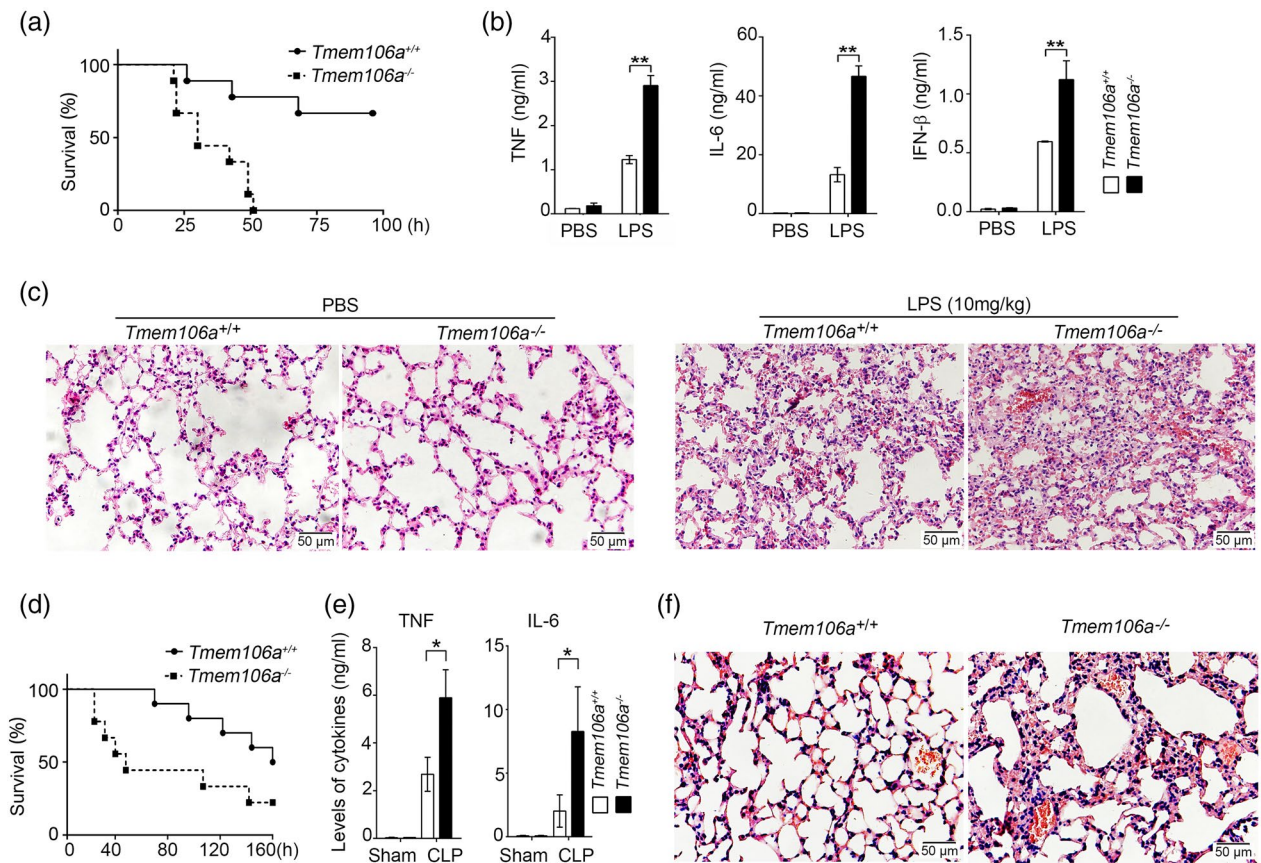 (a)
Tmem106a+/+
Tmem106a-/-
Survival (%)
100
50
0
0 25 50 75 100 (h)
(b)
TNF (ng/ml)
4
3
2
1
0
**
PBS LPS
IL-6 (ng/ml)
60
40
20
0
**
PBS LPS
IFN-β (ng/ml)
1.5
1.0
0.5
0.0
**
PBS LPS
Tmem106a+/+
Tmem106a-/-
(c)
PBS
Tmem106a+/+ Tmem106a-/-
50 µm 50 µm
LPS (10mg/kg)
Tmem106a+/+ Tmem106a-/-
50 µm 50 µm
(d)
Tmem106a+/+
Tmem106a-/-
Survival (%)
100
50
0
0 40 80 120 160(h)
(e)
Levels of cytokines (ng/ml)
TNF
8
6
4
2
0
*
Sham CLP
IL-6
15
10
5
0
*
Sham CLP
Tmem106a+/+
Tmem106a-/-
(f)
Tmem106a+/+ Tmem106a-/-
50 µm 50 µm